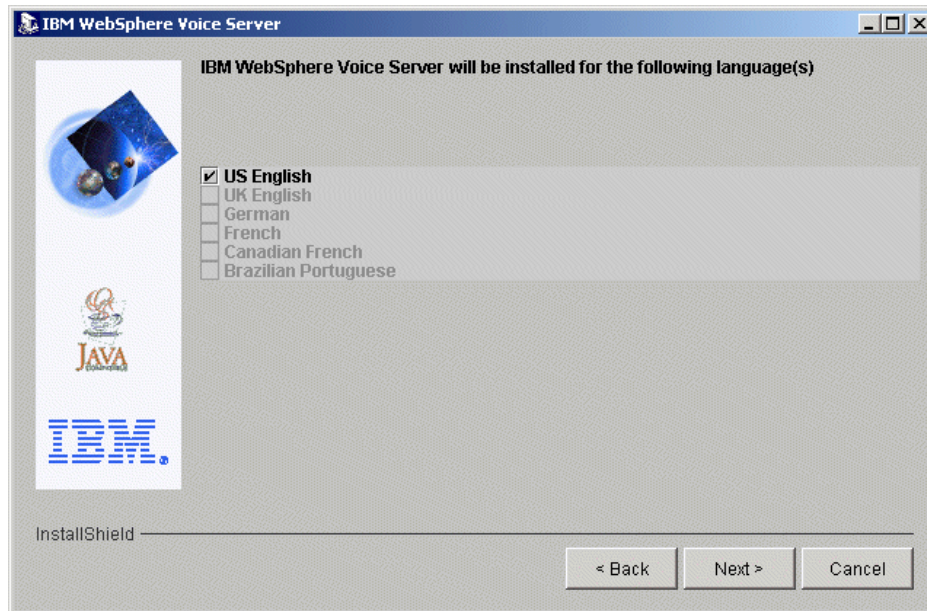 IBM WebSphere Voice Server
IBM WebSphere Voice Server will be installed for the following language(s)
US English
UK English
German
French
Canadian French
Brazilian Portuguese
JAVA
IBM.
InstallShield
< Back
Next >
Cancel